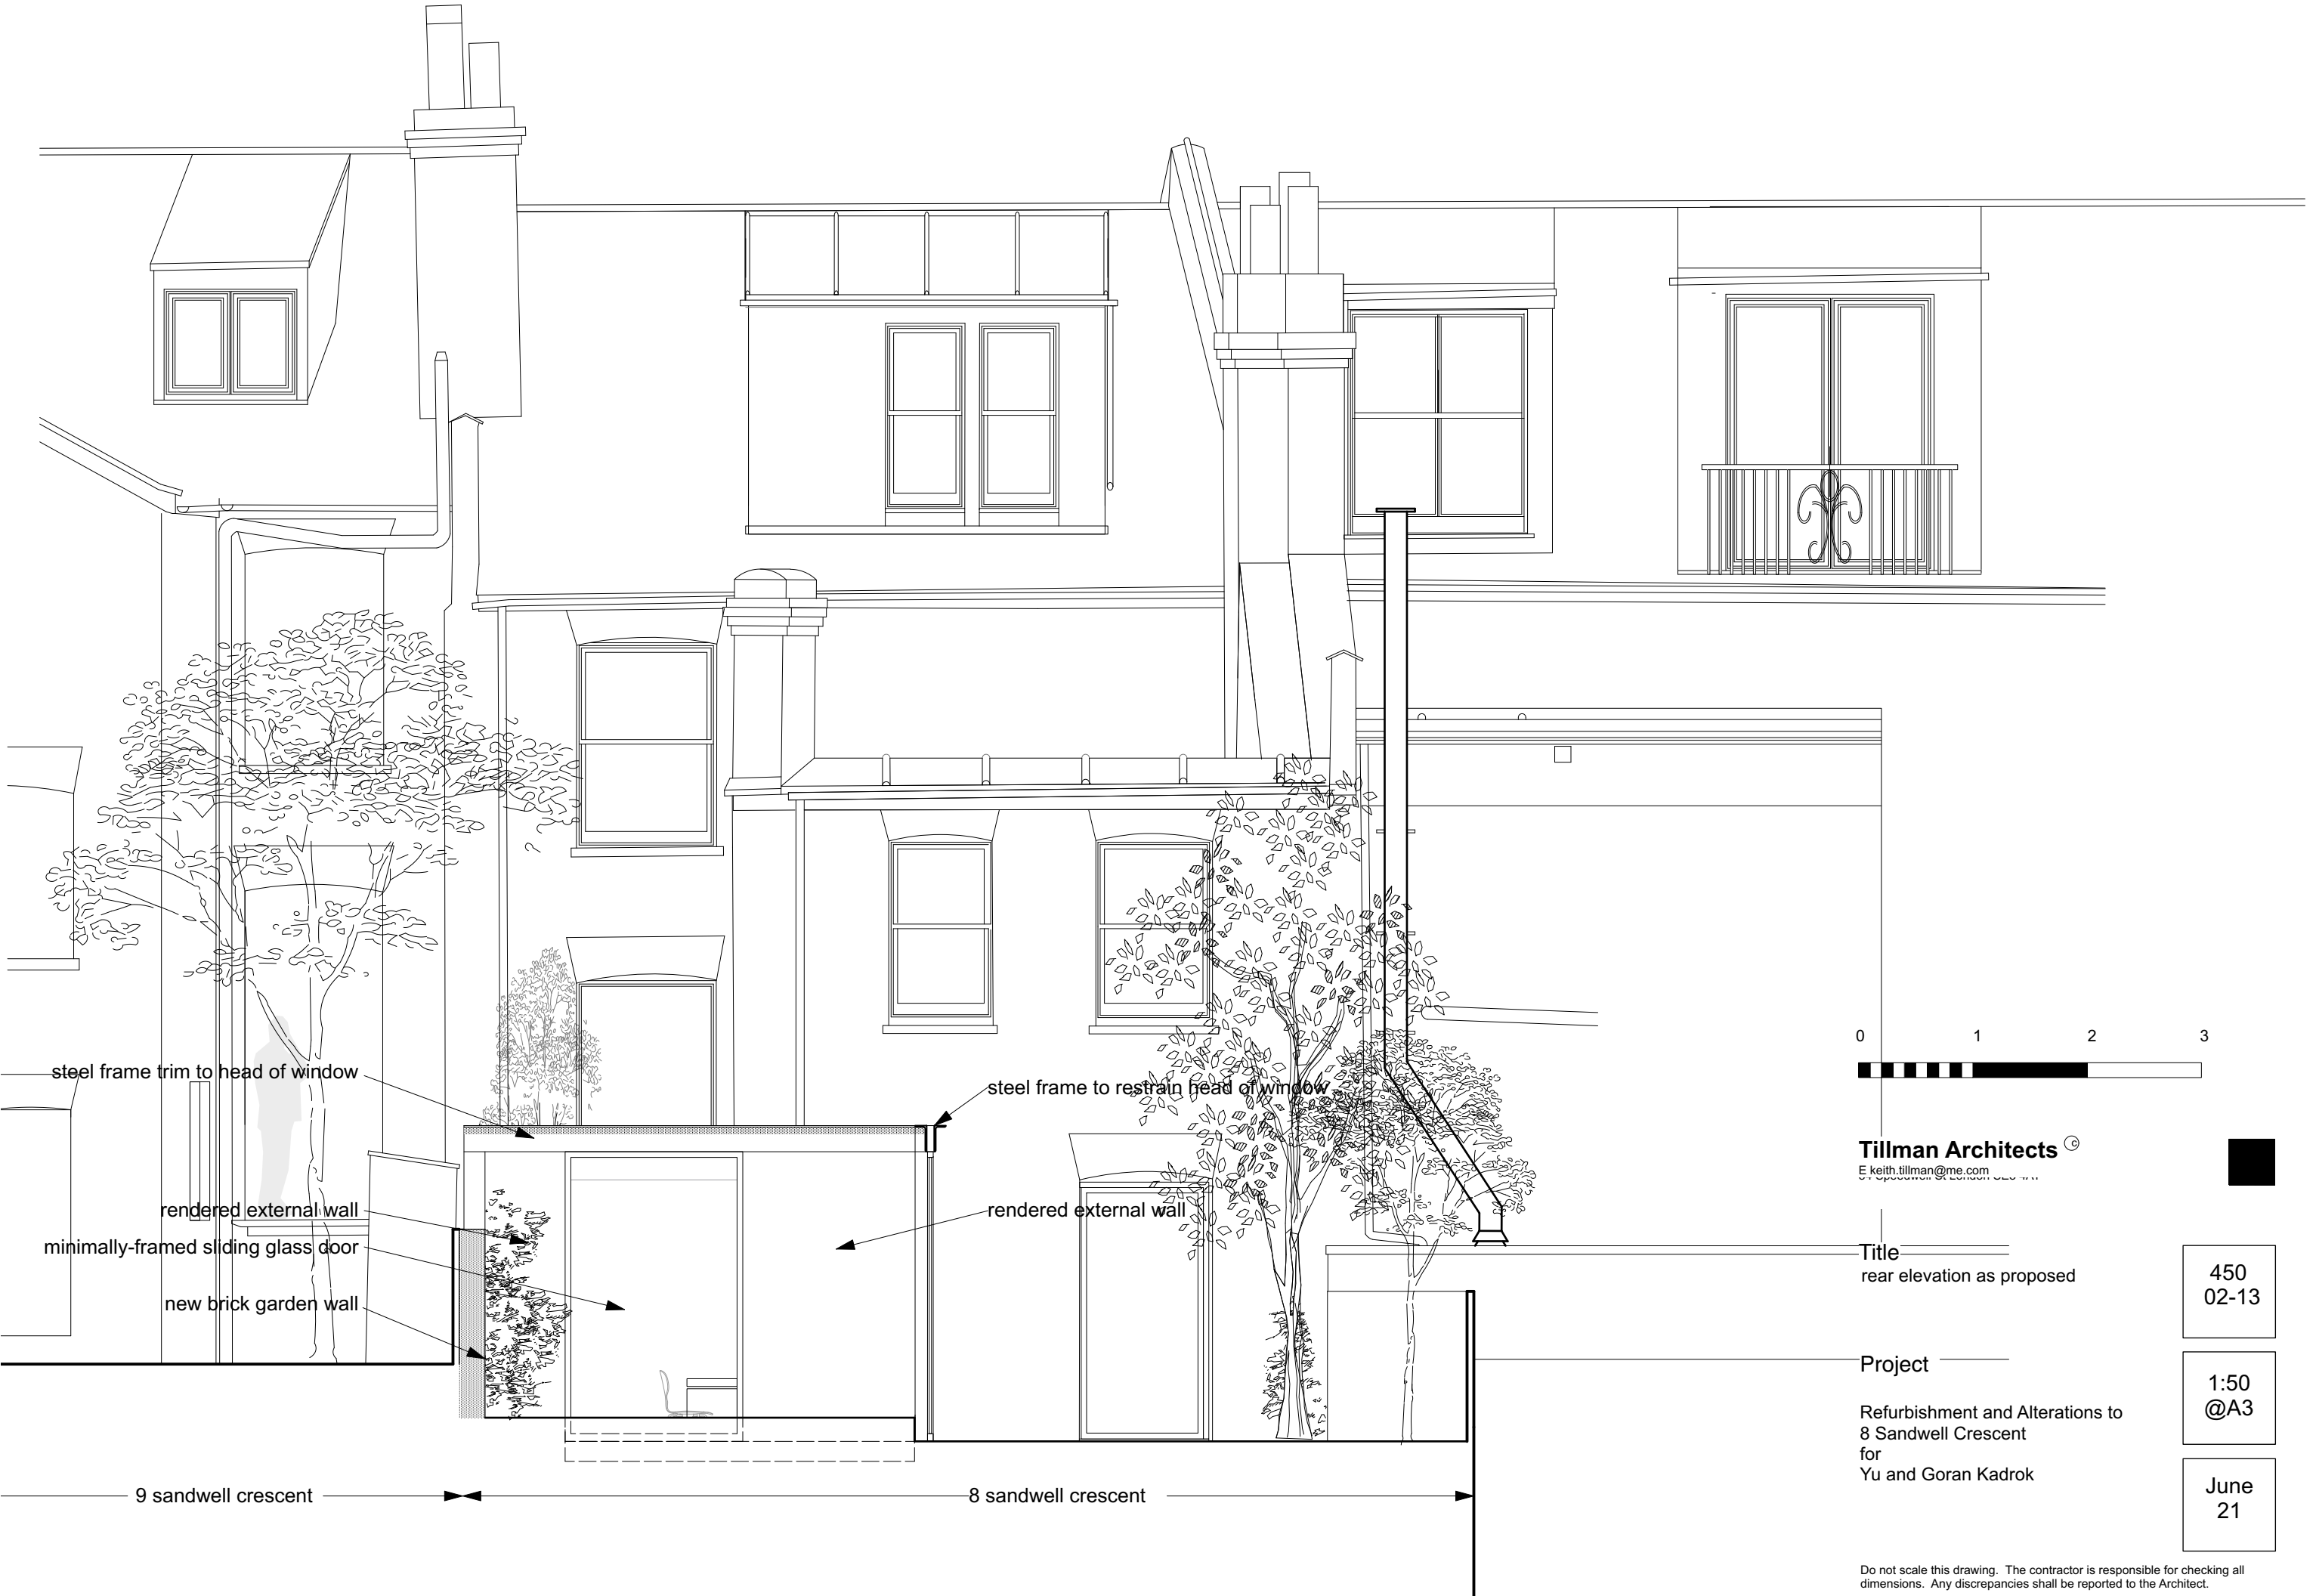 steel frame trim to head of window
steel frame to restrain head of window
rendered external wall
rendered external wall
minimally-framed sliding glass door
new brick garden wall
9 sandwell crescent
8 sandwell crescent
0 1 2 3
Tillman Architects ©
E keith.tillman@me.com
Title
rear elevation as proposed
450
02-13
Project
Refurbishment and Alterations to
8 Sandwell Crescent
for
Yu and Goran Kadrok
1:50
@A3
June
21
Do not scale this drawing. The contractor is responsible for checking all
dimensions. Any discrepancies shall be reported to the Architect.